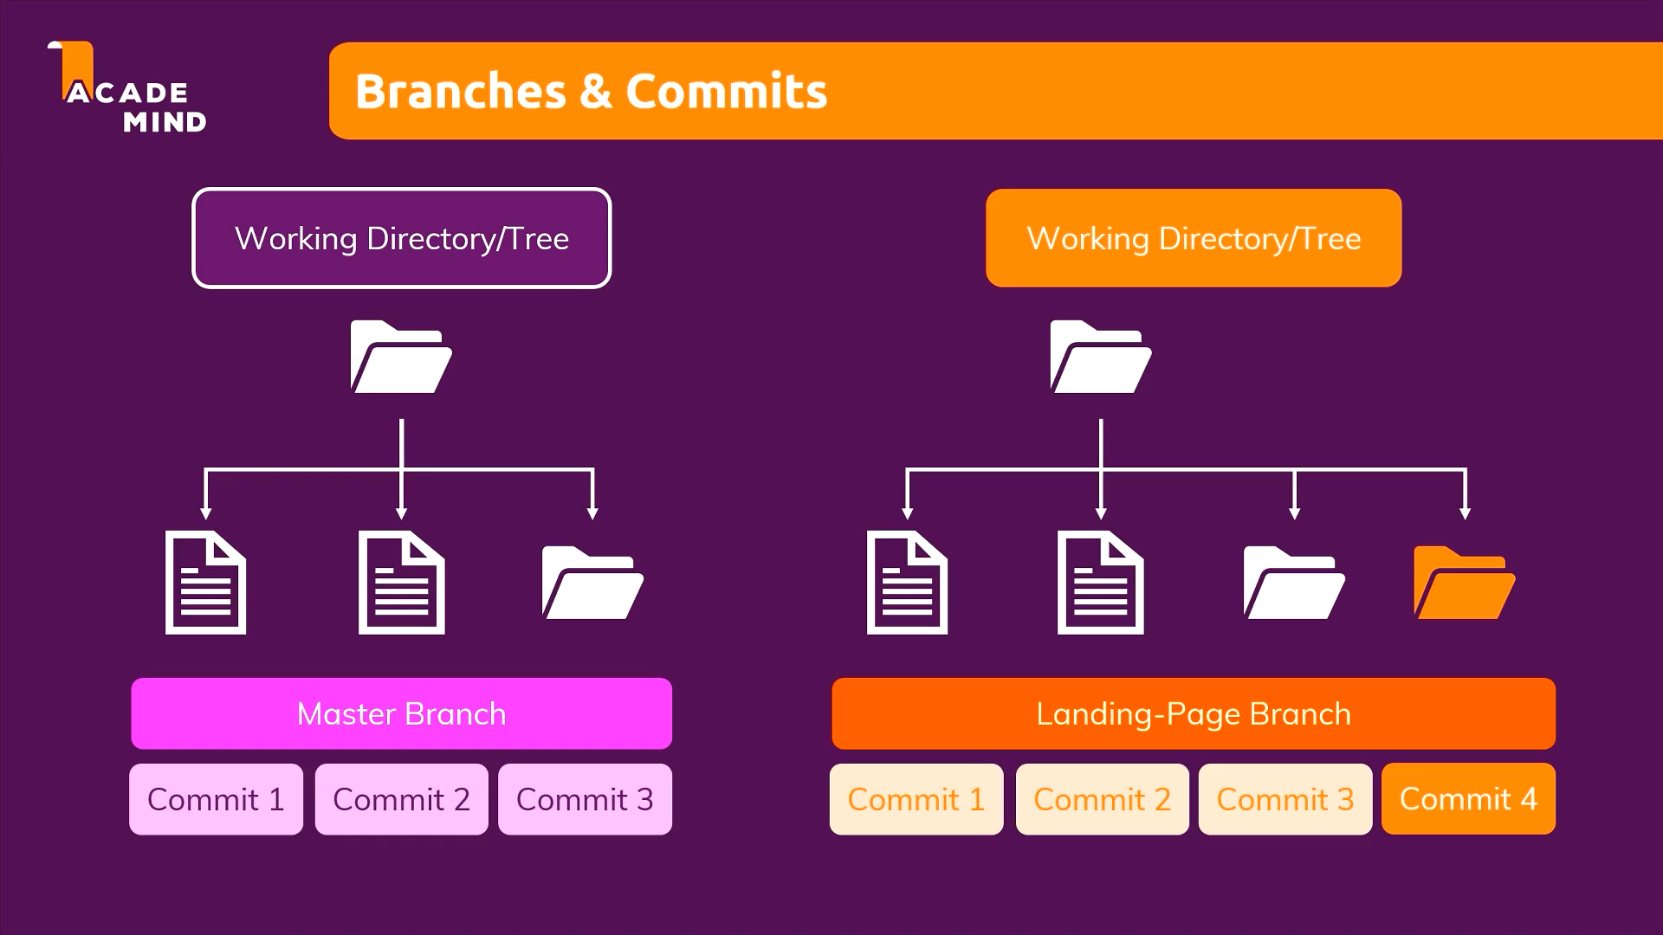 ACADE
MIND
Branches & Commits
Working Directory/Tree
Working Directory/Tree
Master Branch
Landing-Page Branch
Commit 1
Commit 2
Commit 3
Commit 1
Commit 2
Commit 3
Commit 4